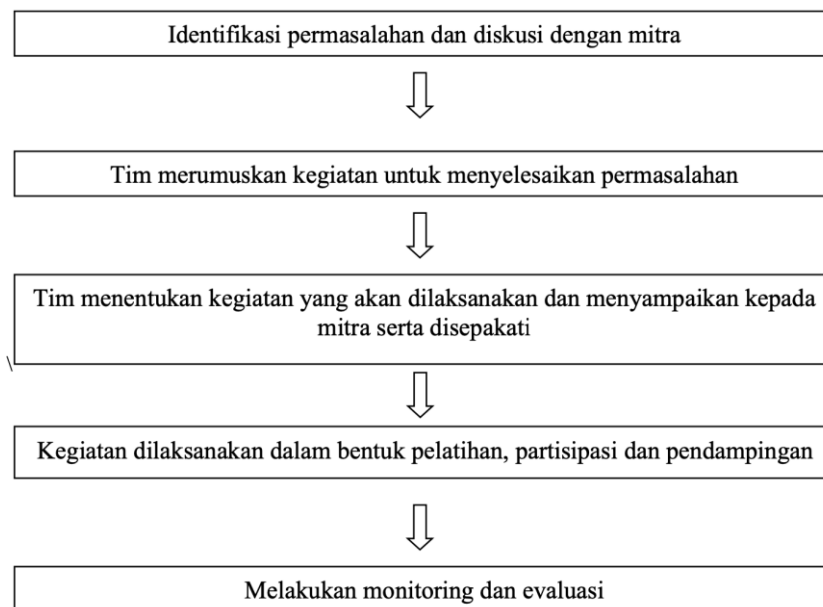 Identifikasi permasalahan dan diskusi dengan mitra
Tim merumuskan kegiatan untuk menyelesaikan permasalahan
Tim menentukan kegiatan yang akan dilaksanakan dan menyampaikan kepada
mitra serta disepakati
\
Kegiatan dilaksanakan dalam bentuk pelatihan, partisipasi dan pendampingan
Melakukan monitoring dan evaluasi